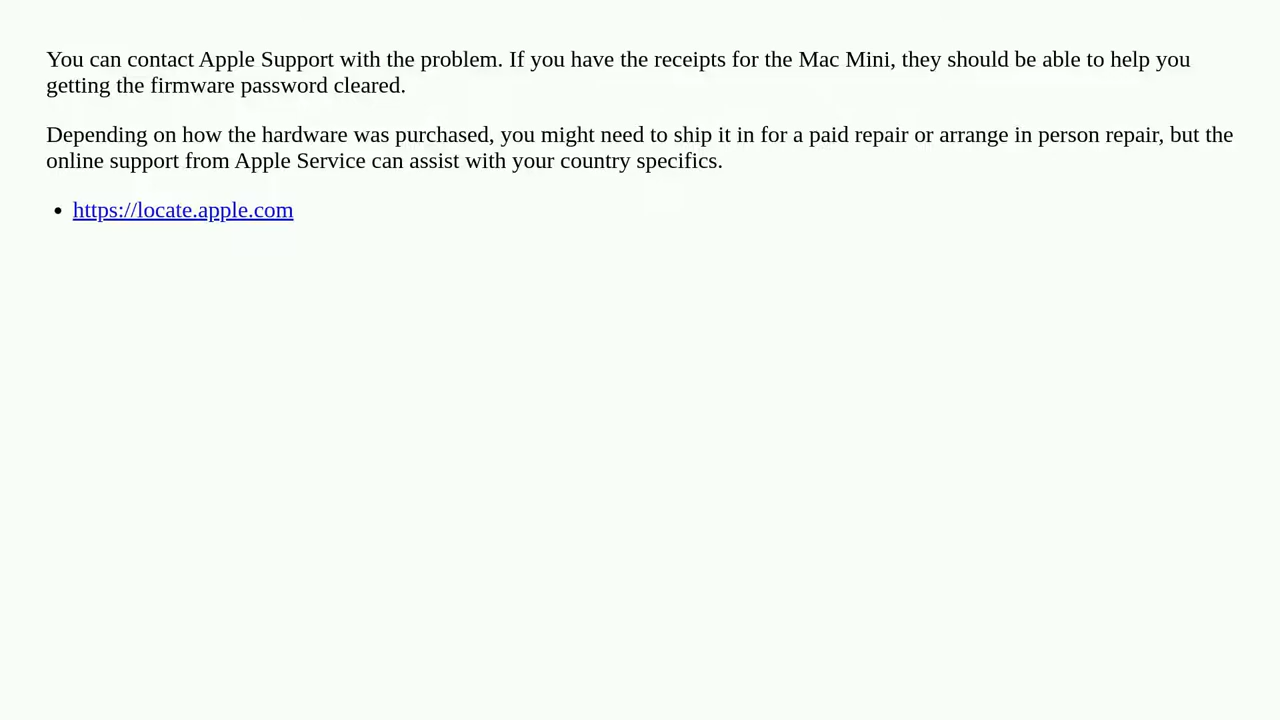 You can contact Apple Support with the problem. If you have the receipts for the Mac Mini, they should be able to help you
getting the firmware password cleared.
Depending on how the hardware was purchased, you might need to ship it in for a paid repair or arrange in person repair, but the
online support from Apple Service can assist with your country specifics.
• https://locate.apple.com